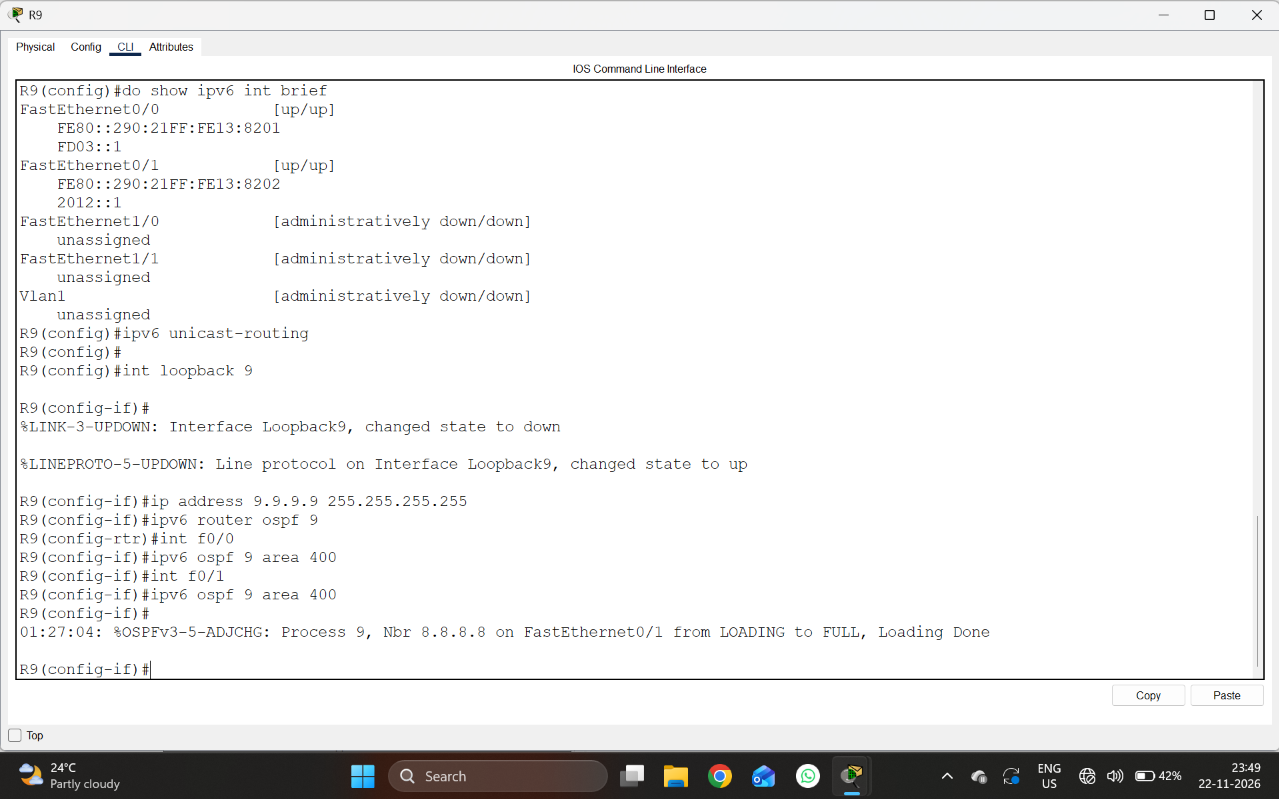 R9
Physical Config CLI Attributes
IOS Command Line Interface
R9(config)#do show ipv6 int brief
FastEthernet0/0 [up/up]
FE80::290:21FF:FE13:8201
FD03::1
FastEthernet0/1 [up/up]
FE80::290:21FF:FE13:8202
2012::1
FastEthernet1/0 [administratively down/down]
unassigned
FastEthernet1/1 [administratively down/down]
unassigned
Vlan1 [administratively down/down]
unassigned
R9(config)#ipv6 unicast-routing
R9(config)#
R9(config)#int loopback 9
R9(config-if)#
%LINK-3-UPDOWN: Interface Loopback9, changed state to down
%LINEPROTO-5-UPDOWN: Line protocol on Interface Loopback9, changed state to up
R9(config-if)#ip address 9.9.9.9 255.255.255.255
R9(config-if)#ipv6 router ospf 9
R9(config-rtr)#int f0/0
R9(config-if)#ipv6 ospf 9 area 400
R9(config-if)#int f0/1
R9(config-if)#ipv6 ospf 9 area 400
R9(config-if)#
01:27:04: %OSPFv3-5-ADJCHG: Process 9, Nbr 8.8.8.8 on FastEthernet0/1 from LOADING to FULL, Loading Done
R9(config-if)#
Copy Paste
Top
24°C
Partly cloudy
Search
ENG
US
42%
23:49
22-11-2026